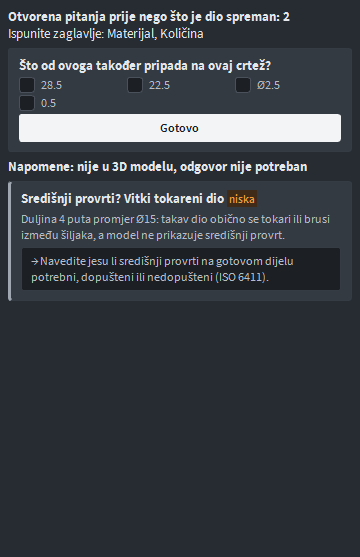 Otvorena pitanja prije nego što je dio spreman: 2
Ispunite zaglavlje: Materijal, Količina
Što od ovoga također pripada na ovaj crtež?
28.5 22.5 Ø2.5
0.5
Gotovo
Napomene: nije u 3D modelu, odgovor nije potreban
Središnji provrti? Vitki tokareni dio niska
Duljina 4 puta promjer Ø15: takav dio obično se tokari ili brusi
između šiljaka, a model ne prikazuje središnji provrt.
→Navedite jesu li središnji provrti na gotovom dijelu
potrebni, dopušteni ili nedopušteni (ISO 6411).